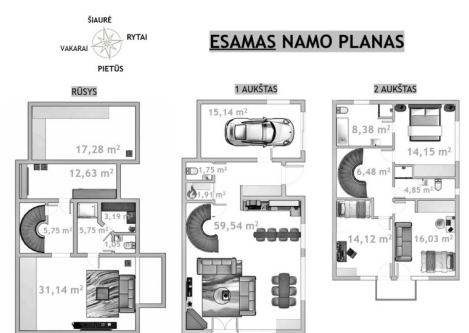 ŠIAURĖ
RYTAI
VAKARAI
PIETŪS
ESAMAS NAMO PLANAS
RŪSYS
1 AUKŠTAS
2 AUKŠTAS
17,28 m²
12,63 m²
5,75 m²
5,75 m²
3,19 m²
1,05
31,14 m²
15,14 m²
1,75 m²
1,91 m²
59,54 m²
8,38 m²
14,15 m²
6,48 m²
4,85 m²
14,12 m²
16,03 m²